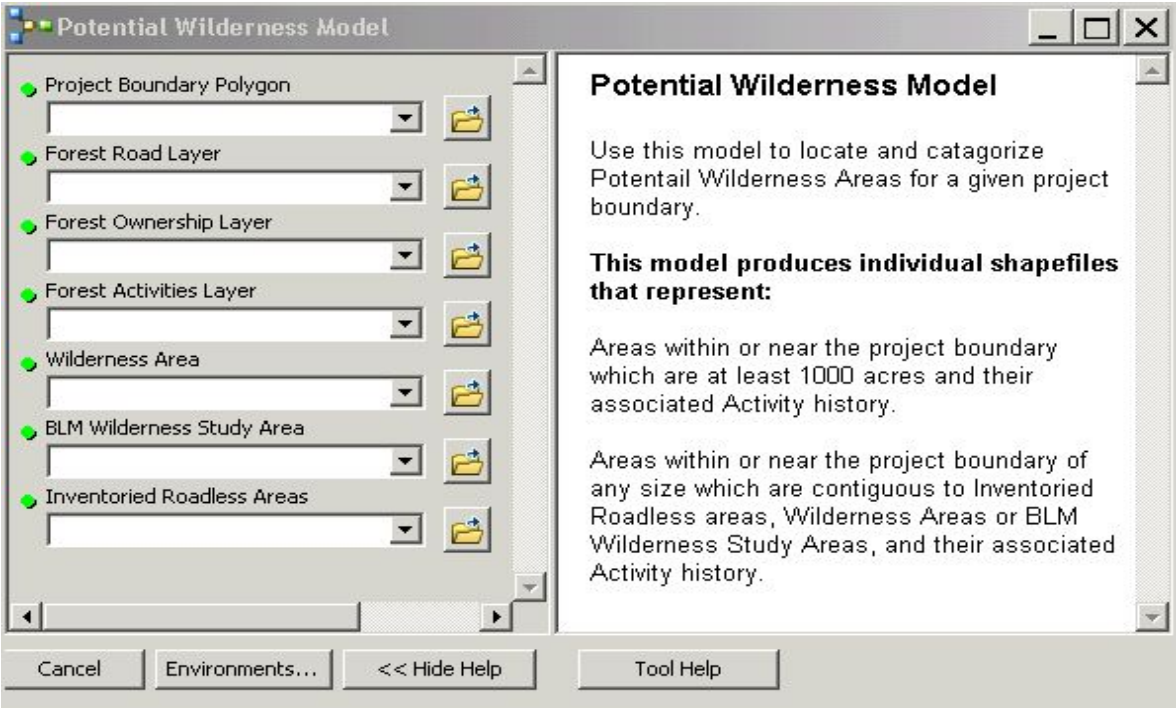 Potential Wilderness Model
Project Boundary Polygon
Forest Road Layer
Forest Ownership Layer
Forest Activities Layer
Wilderness Area
BLM Wilderness Study Area
Inventoried Roadless Areas
Potential Wilderness Model
Use this model to locate and catagorize
Potentail Wilderness Areas for a given project
boundary.
This model produces individual shapefiles
that represent:
Areas within or near the project boundary
which are at least 1000 acres and their
associated Activity history.
Areas within or near the project boundary of
any size which are contiguous to Inventoried
Roadless areas, Wilderness Areas or BLM
Wilderness Study Areas, and their associated
Activity history.
Cancel
Environments...
<< Hide Help
Tool Help